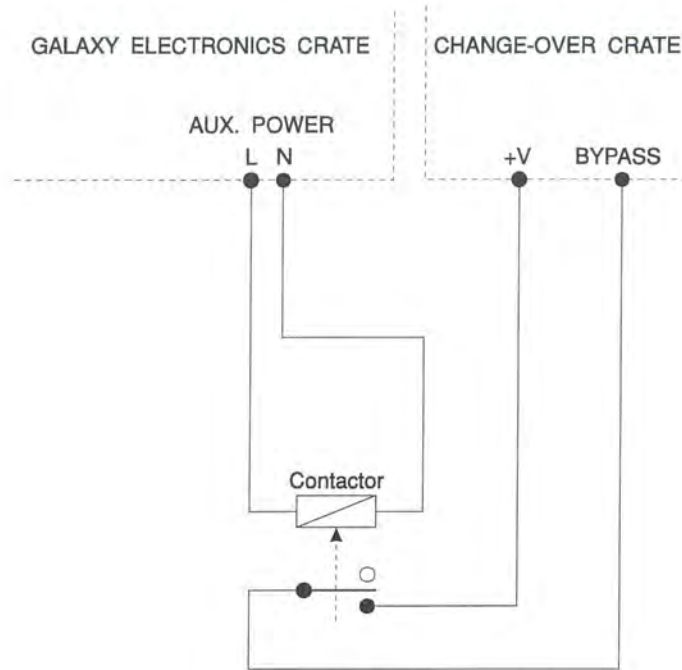 GALAXY ELECTRONICS CRATE
CHANGE-OVER CRATE
AUX. POWER
L N
+V BYPASS
Contactor